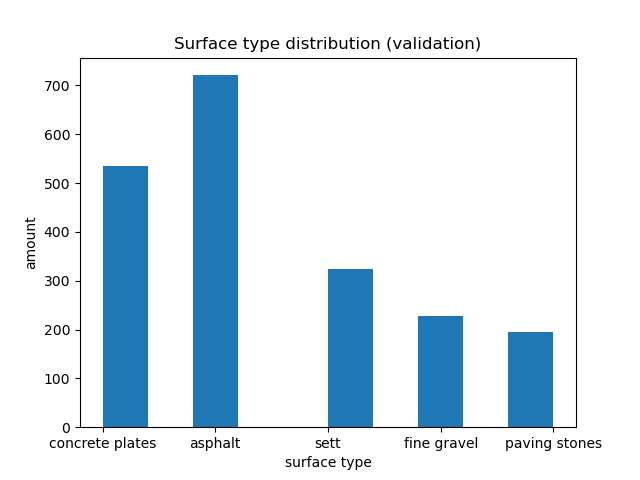 Surface type distribution (validation)
700
600
500
400
300
200
100
0
amount
concrete plates asphalt sett fine gravel paving stones
surface type